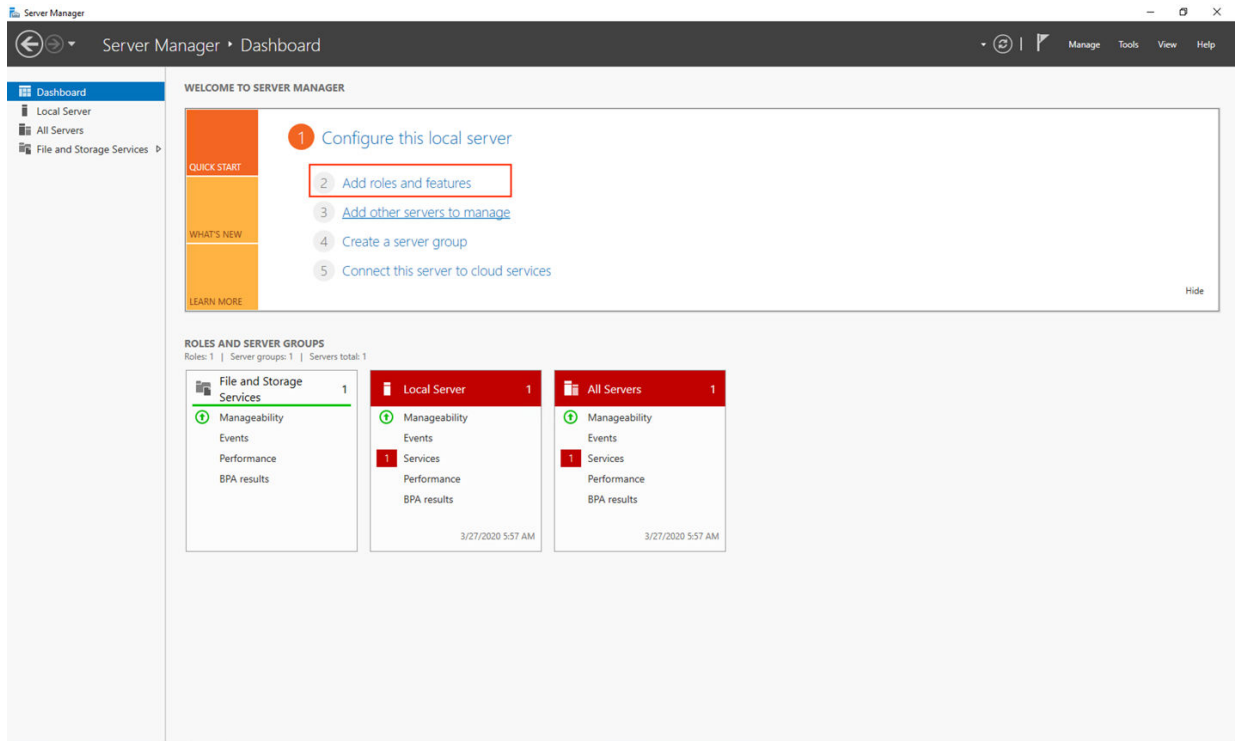 Server Manager
Server Manager ‣ Dashboard
Manage Tools View Help
Dashboard
Local Server
All Servers
File and Storage Services
WELCOME TO SERVER MANAGER
QUICK START
WHAT'S NEW
LEARN MORE
1 Configure this local server
2 Add roles and features
3 Add other servers to manage
4 Create a server group
5 Connect this server to cloud services
Hide
ROLES AND SERVER GROUPS
Roles: 1 | Server groups: 1 | Servers total: 1
File and Storage
Services 1
Manageability
Events
Performance
BPA results
Local Server 1
Manageability
Events
1 Services
Performance
BPA results
3/27/2020 5:57 AM
All Servers 1
Manageability
Events
1 Services
Performance
BPA results
3/27/2020 5:57 AM